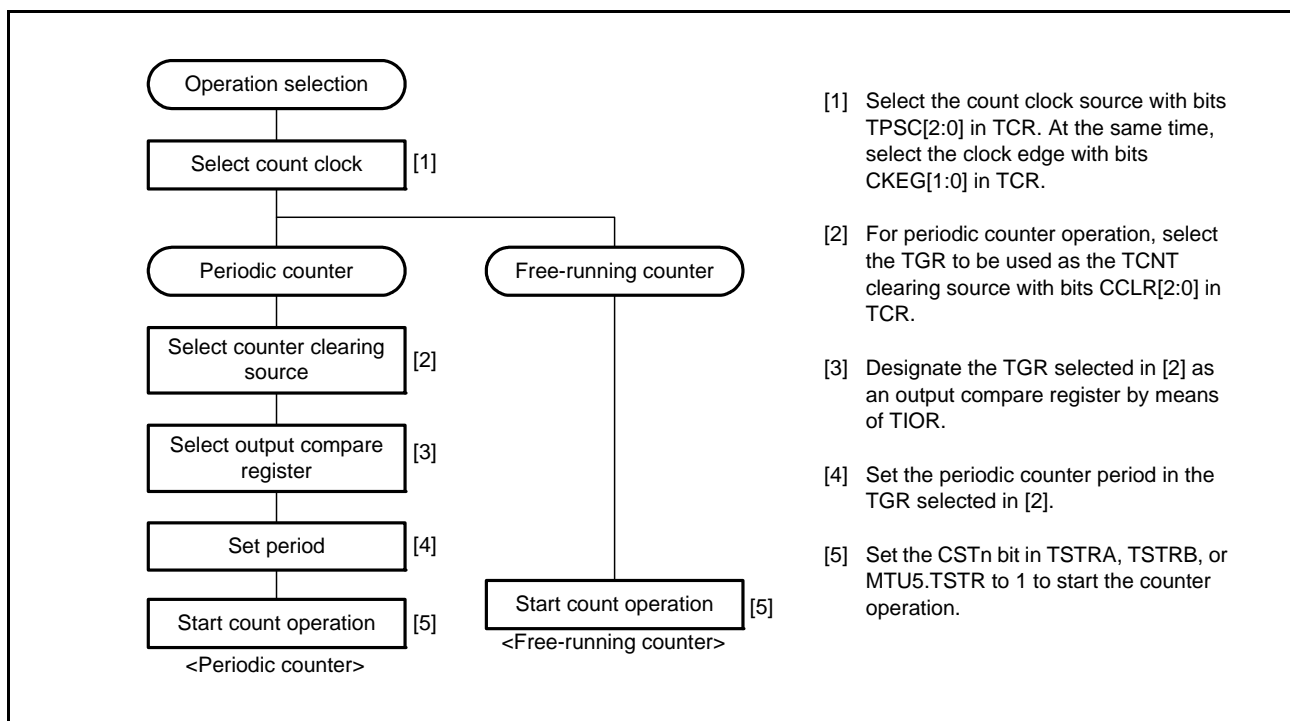 Operation selection
Select count clock
[1]
Periodic counter
Free-running counter
Select counter clearing
source
[2]
Select output compare
register
[3]
Set period
[4]
Start count operation
[5]
<Periodic counter>
Start count operation
[5]
<Free-running counter>
[1] Select the count clock source with bits
TPSC[2:0] in TCR. At the same time,
select the clock edge with bits
CKEG[1:0] in TCR.
[2] For periodic counter operation, select
the TGR to be used as the TCNT
clearing source with bits CCLR[2:0] in
TCR.
[3] Designate the TGR selected in [2] as
an output compare register by means
of TIOR.
[4] Set the periodic counter period in the
TGR selected in [2].
[5] Set the CSTn bit in TSTRA, TSTRB, or
MTU5.TSTR to 1 to start the counter
operation.